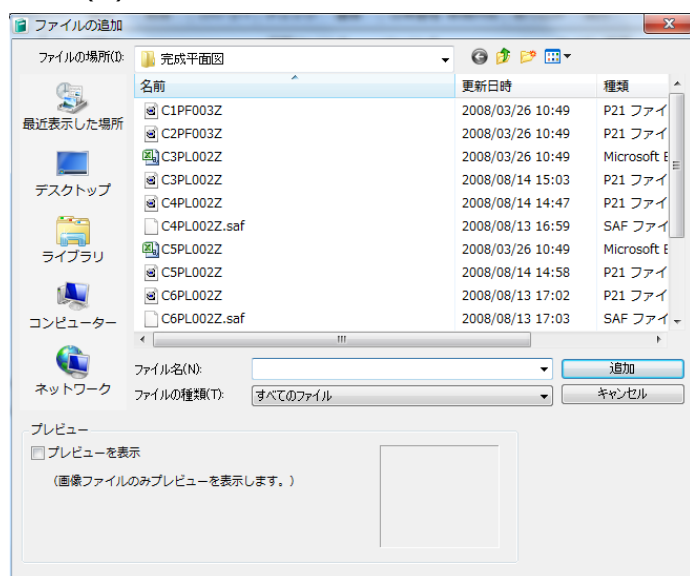 ファイルの追加
ファイルの場所(I):
完成平面図
最近表示した場所
デスクトップ
ライブラリ
コンピューター
ネットワーク
名前 更新日時 種類
C1PF003Z 2008/03/26 10:49 P21 ファイ
C2PF003Z 2008/03/26 10:49 P21 ファイ
C3PL002Z 2008/03/26 10:49 Microsoft E
C3PL002Z 2008/08/14 15:03 P21 ファイ
C4PL002Z 2008/08/14 14:47 P21 ファイ
C4PL002Z.saf 2008/08/13 16:59 SAF ファイ
C5PL002Z 2008/03/26 10:49 Microsoft E
C5PL002Z 2008/08/14 14:58 P21 ファイ
C6PL002Z 2008/08/13 17:02 P21 ファイ
C6PL002Z.saf 2008/08/13 17:03 SAF ファイ
ファイル名(N): 追加
ファイルの種類(T): すべてのファイル キャンセル
プレビュー
プレビューを表示
(画像ファイルのみプレビューを表示します。)